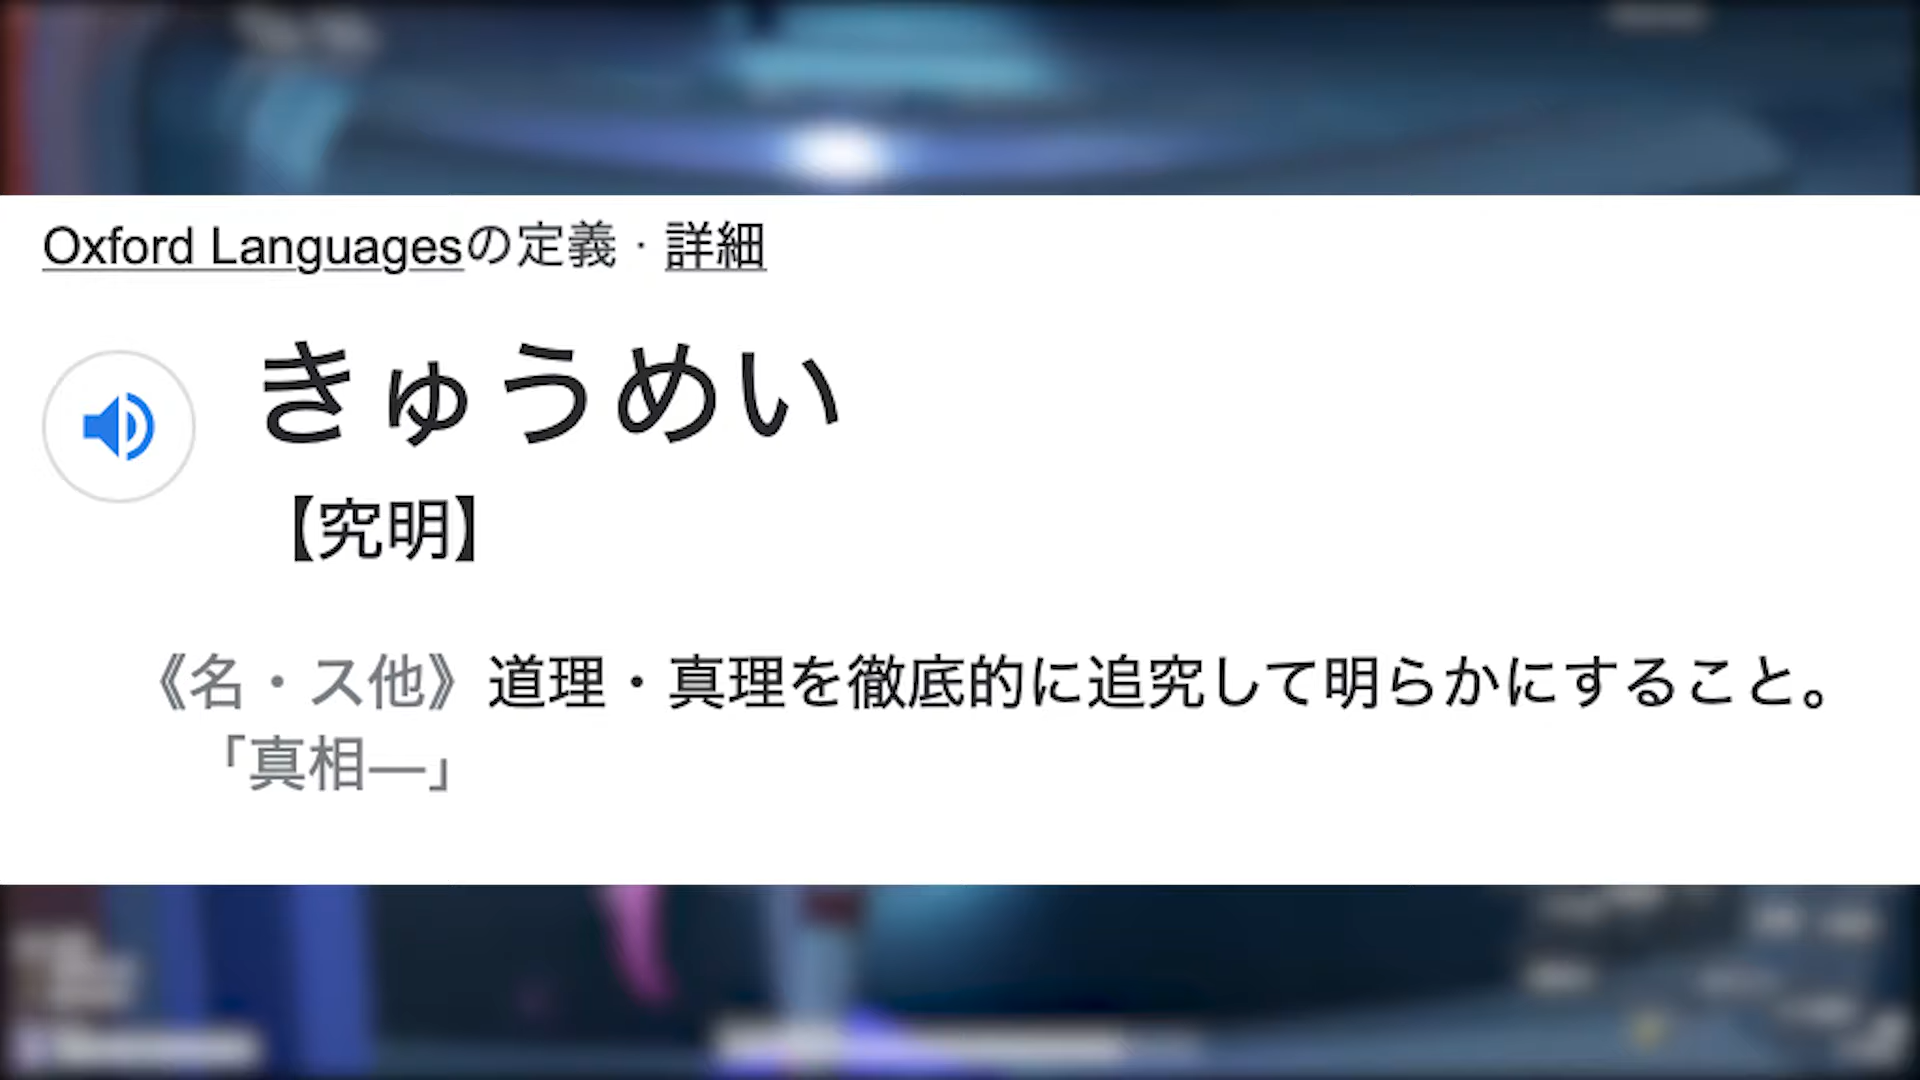 Oxford Languagesの定義 · 詳細
きゅうめい
【究明】
《名・ス他》道理・真理を徹底的に追究して明らかにすること。
「真相―」